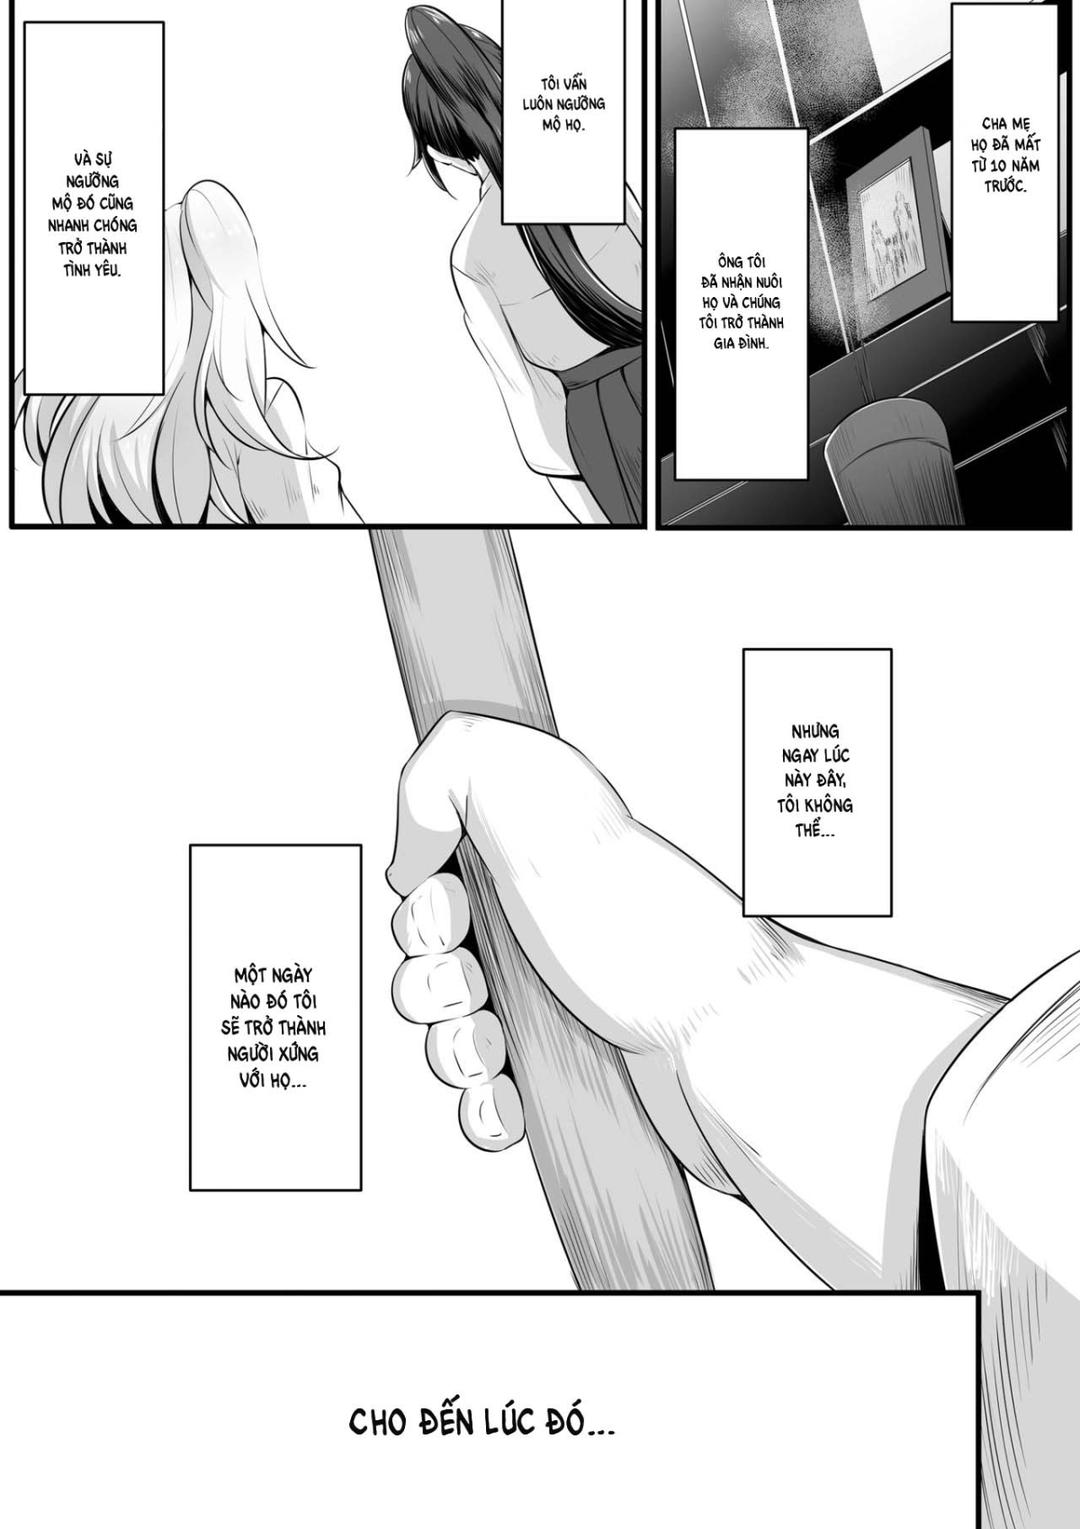 CHA MẸ
HỌ ĐÃ MẤT
TỪ 10 NĂM
TRƯỚC.
ÔNG TÔI
ĐÃ NHẬN NUÔI
HỌ VÀ CHÚNG
TÔI TRỞ THÀNH
GIA ĐÌNH.
TÔI VẪN
LUÔN NGƯỠNG
MỘ HỌ.
VÀ SỰ
NGƯỠNG
MỘ ĐÓ CŨNG
NHANH CHÓNG
TRỞ THÀNH
TÌNH YÊU.
NHƯNG
NGAY LÚC
NÀY ĐÂY,
TÔI KHÔNG
THỂ...
MỘT NGÀY
NÀO ĐÓ TÔI
SẼ TRỞ THÀNH
NGƯỜI XỨNG
VỚI HỌ...
CHO ĐẾN LÚC ĐÓ...